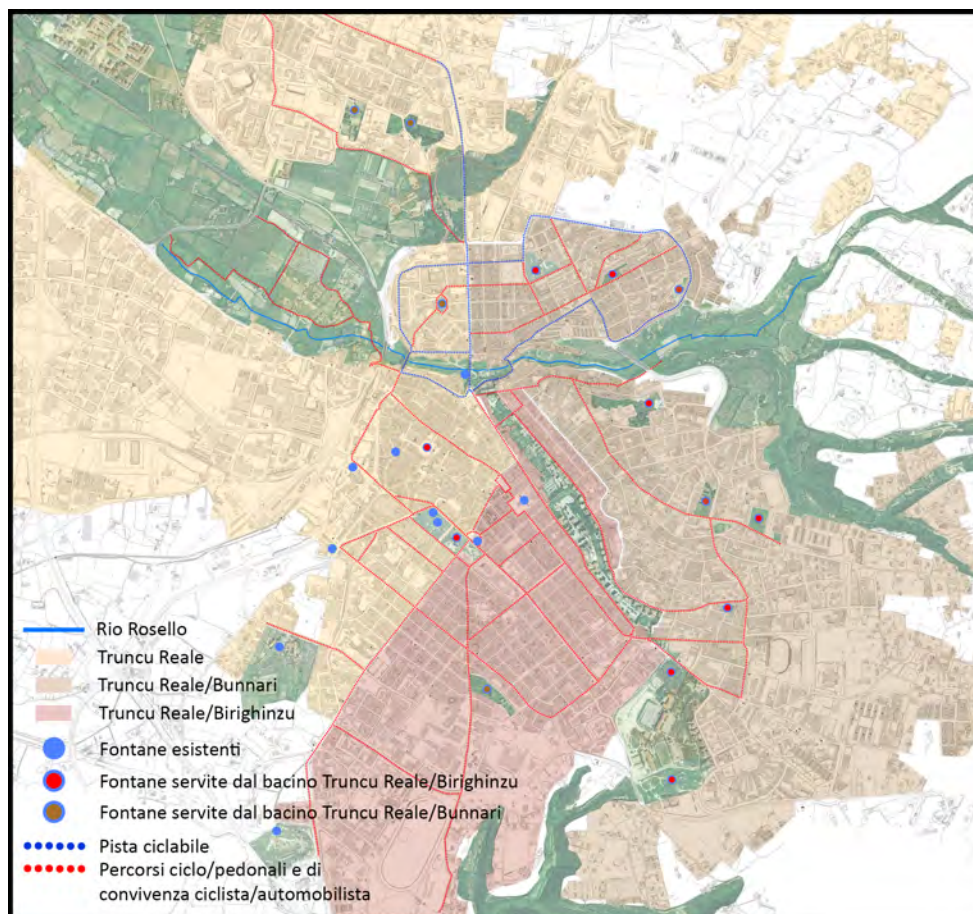 Rio Rosello
Truncu Reale
Truncu Reale/Bunnari
Truncu Reale/Birighinzu
Fontane esistenti
Fontane servite dal bacino Truncu Reale/Birighinzu
Fontane servite dal bacino Truncu Reale/Bunnari
Pista ciclabile
Percorsi ciclo/pedonali e di
convivenza ciclista/automobilista